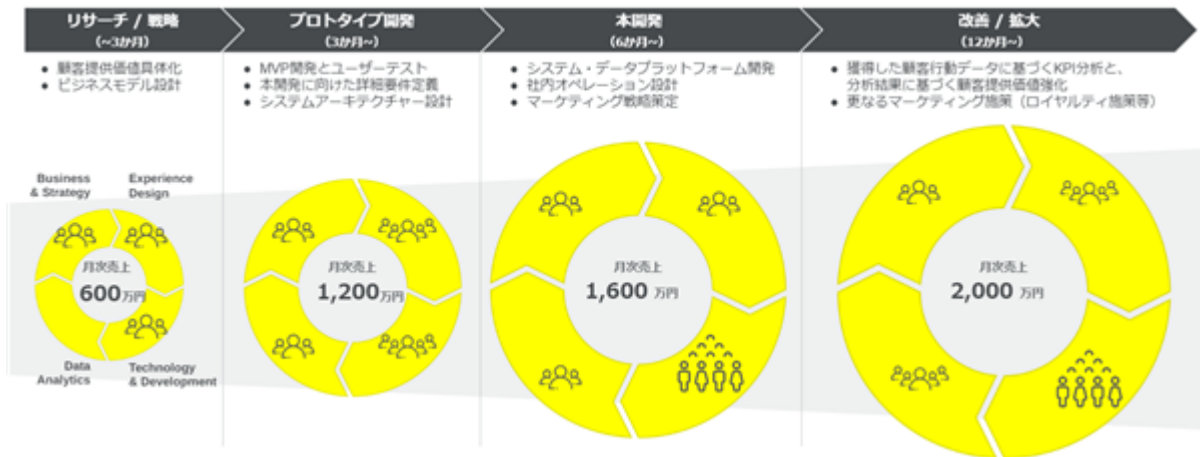 リサーチ / 戦略
(~3か月)
プロトタイプ開発
(3か月~)
本開発
(6か月~)
改善 / 拡大
(12か月~)
• 顧客提供価値具体化
• ビジネスモデル設計
• MVP開発とユーザーテスト
• 本開発に向けた詳細要件定義
• システムアーキテクチャー設計
• システム・データプラットフォーム開発
• 社内オペレーション設計
• マーケティング戦略策定
• 獲得した顧客行動データに基づくKPI分析と、
分析結果に基づく顧客提供価値強化
• 更なるマーケティング施策（ロイヤルティ施策等）
Business
& Strategy
Experience
Design
月次売上
600万円
Data
Analytics
Technology
& Development
月次売上
1,200万円
月次売上
1,600 万円
月次売上
2,000 万円